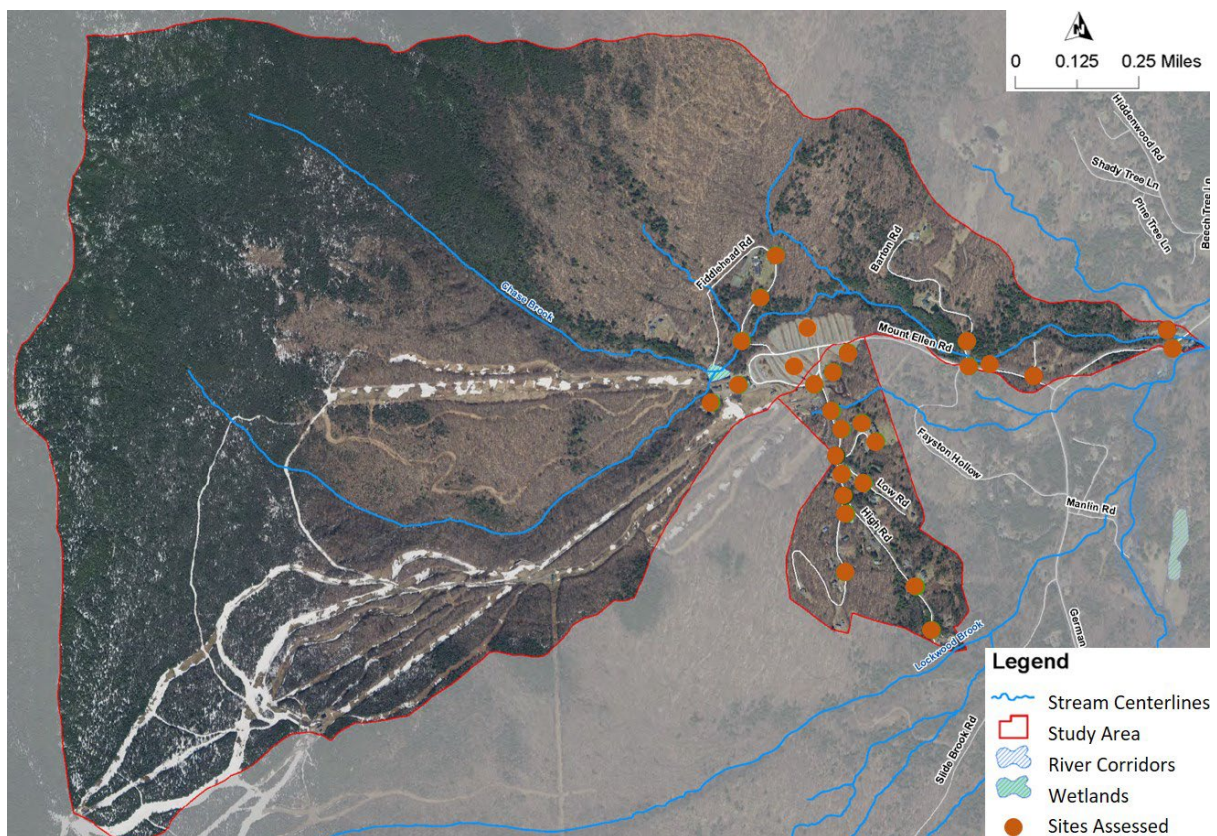 N
0 0.125 0.25 Miles
Hiddenwood Rd
Shady Tree Ln
Pine Tree Ln
Beech Tree Ln
Fiddlehead Rd
Barton Rd
Chase Brook
Mount Ellen Rd
Fayston Hollow
Manlin Rd
Low Rd
High Rd
Lockwood Brook
German
Slide Brook Rd
Legend
Stream Centerlines
Study Area
River Corridors
Wetlands
Sites Assessed